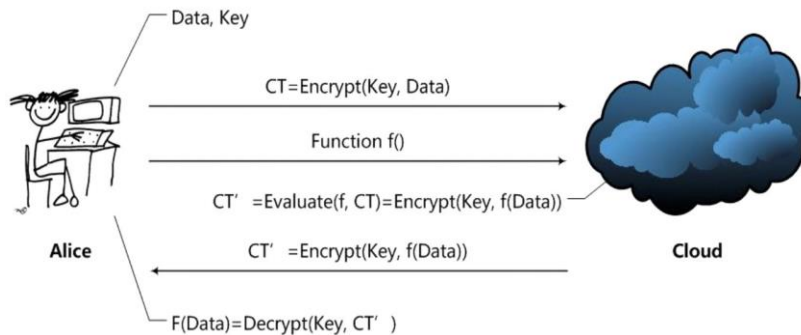 Data, Key
CT=Encrypt(Key, Data)
Function f()
CT′ =Evaluate(f, CT)=Encrypt(Key, f(Data))
Alice
CT′ =Encrypt(Key, f(Data))
Cloud
F(Data)=Decrypt(Key, CT′ )